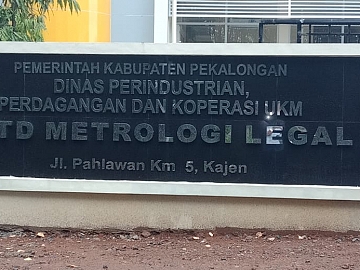 PEMERINTAH KABUPATEN PEKALONGAN
DINAS PERINDUSTRIAN,
PERDAGANGAN DAN KOPERASI UKM
TD METROLOGI LEGAL
Jl. Pahlawan Km 5, Kajen